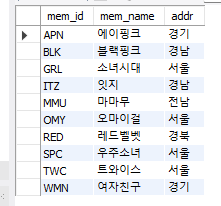 mem_id mem_name addr
APN 에이핑크 경기
BLK 블랙핑크 경남
GRL 소녀시대 서울
ITZ 잇지 경남
MMU 마마무 전남
OMY 오마이걸 서울
RED 레드벨벳 경북
SPC 우주소녀 서울
TWC 트와이스 서울
WMN 여자친구 경기